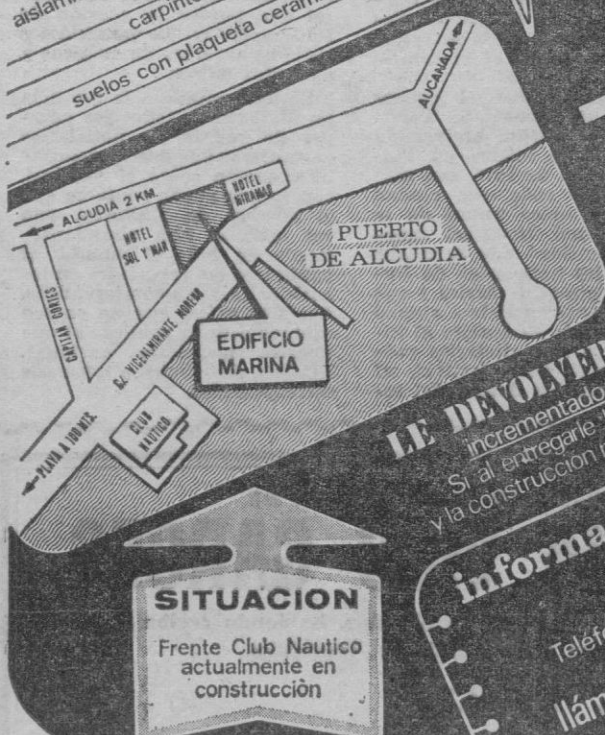 carpint
suelos con plaqueta cerám
AUCANADA
ALCUDIA 2 KM.
HOTEL
SOL Y MAR
HOTEL
MIRAMAR
PUERTO
DE ALCUDIA
CAPITAN CORTES
C/. VICEALMIRANTE MORENO
EDIFICIO
MARINA
PLAYA A 100 MTS.
CLUB
NAUTICO
LE DEVOLVER
incrementado
Si al entregarle
y la construcción
SITUACION
Frente Club Nautico
actualmente en
construcciòn
informa
Teléf
llám